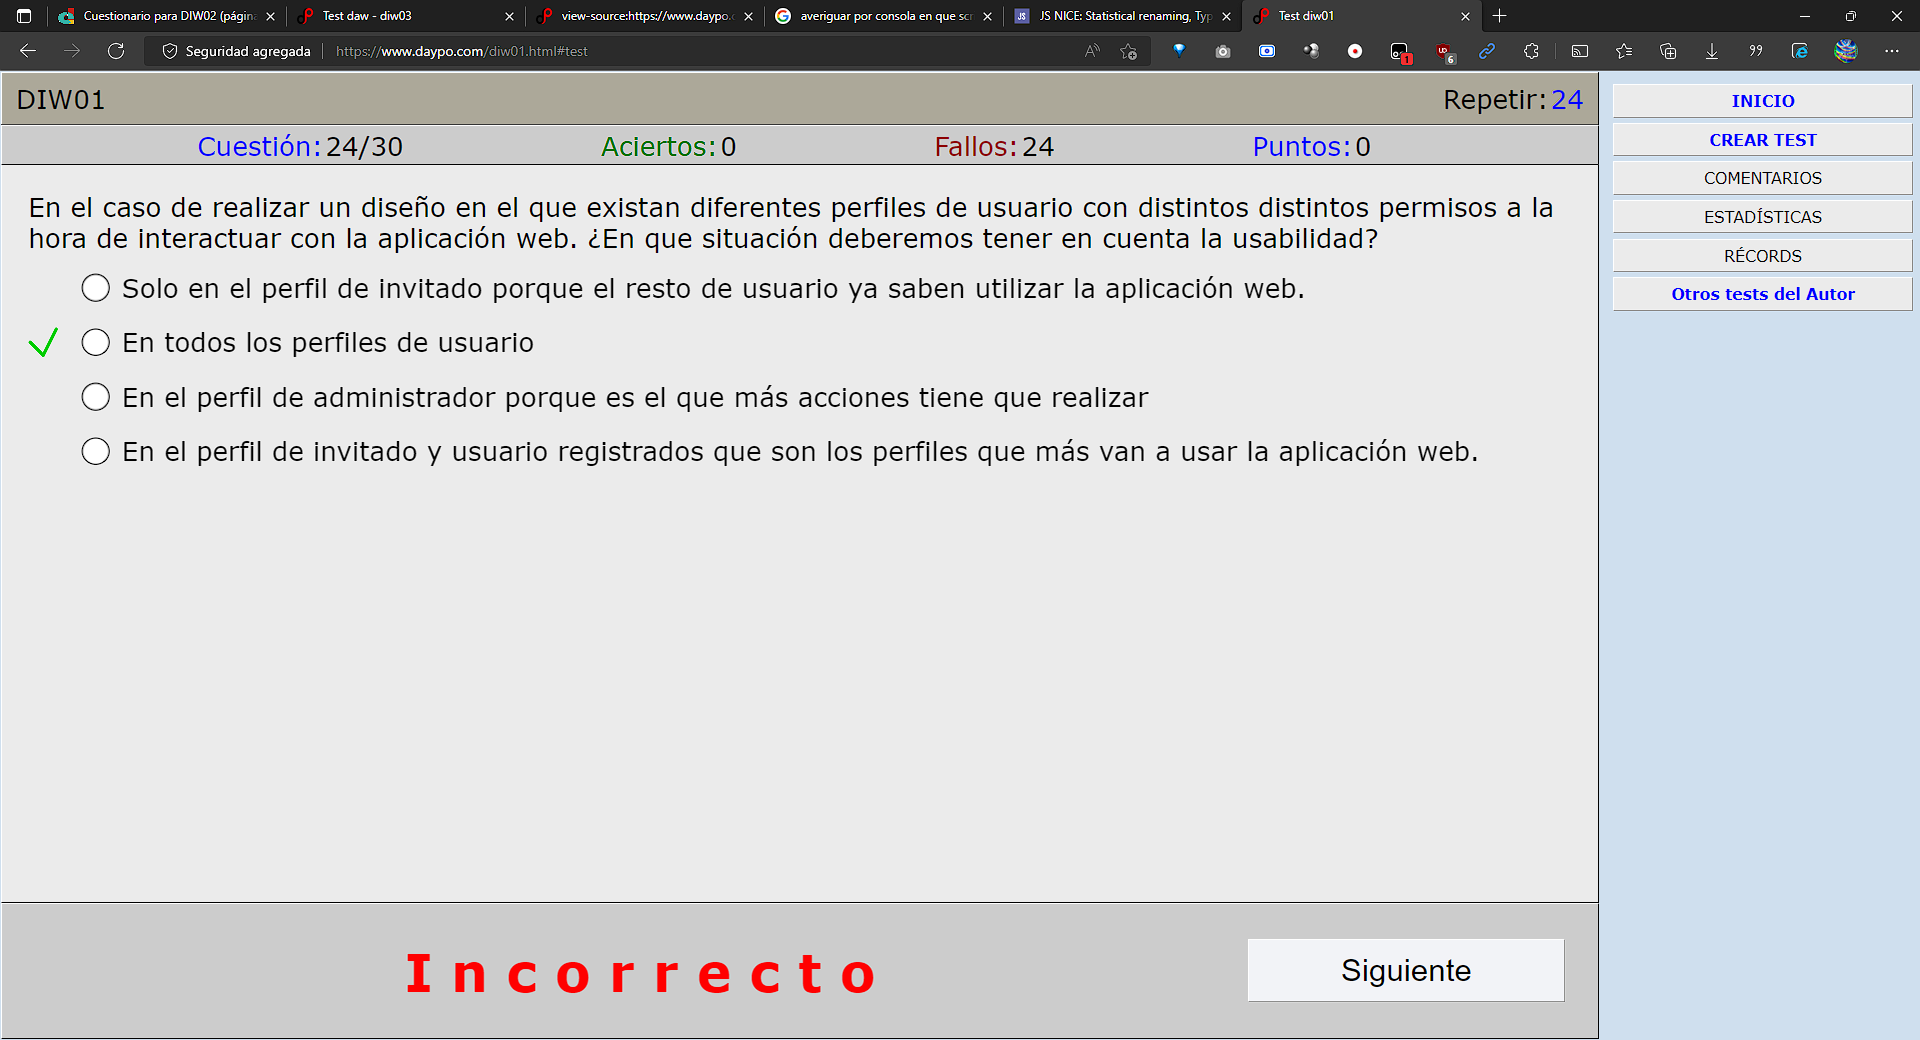 Cuestionario para DIW02 (págin
Test daw - diw03
view-source:https://www.daypo.
averiguar por consola en que scr
JS NICE: Statistical renaming, Typ
Test diw01
Seguridad agregada
https://www.daypo.com/diw01.html#test
DIW01
Repetir:24
Cuestión:24/30
Aciertos:0
Fallos:24
Puntos:0
En el caso de realizar un diseño en el que existan diferentes perfiles de usuario con distintos distintos permisos a la
hora de interactuar con la aplicación web. ¿En que situación deberemos tener en cuenta la usabilidad?
Solo en el perfil de invitado porque el resto de usuario ya saben utilizar la aplicación web.
En todos los perfiles de usuario
En el perfil de administrador porque es el que más acciones tiene que realizar
En el perfil de invitado y usuario registrados que son los perfiles que más van a usar la aplicación web.
Incorrecto
Siguiente
INICIO
CREAR TEST
COMENTARIOS
ESTADÍSTICAS
RÉCORDS
Otros tests del Autor